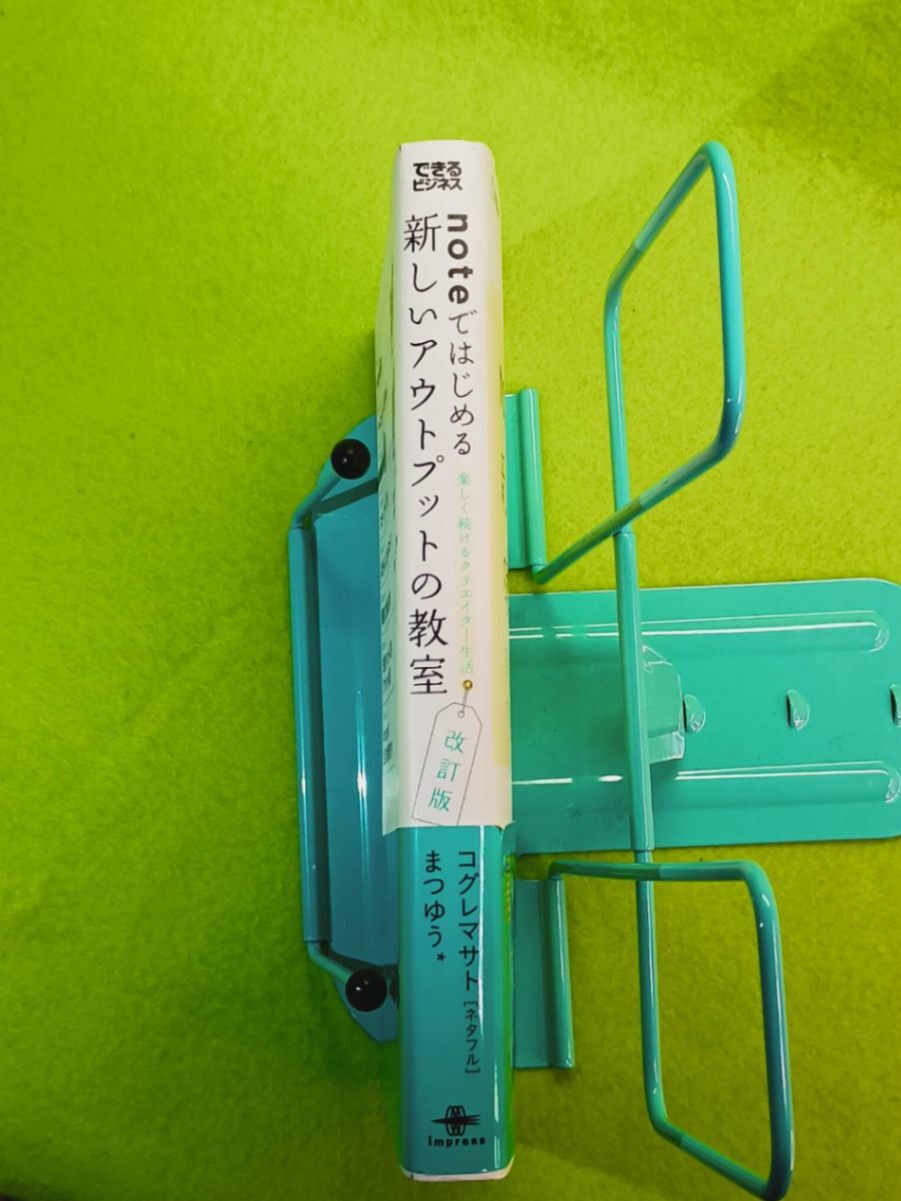 できる
ビジネス
noteではじめる
新しいアウトプットの教室
楽しく続けるクリエイター生活
改訂版
コグレマサト[ネタフル]
まつゆう*
impress